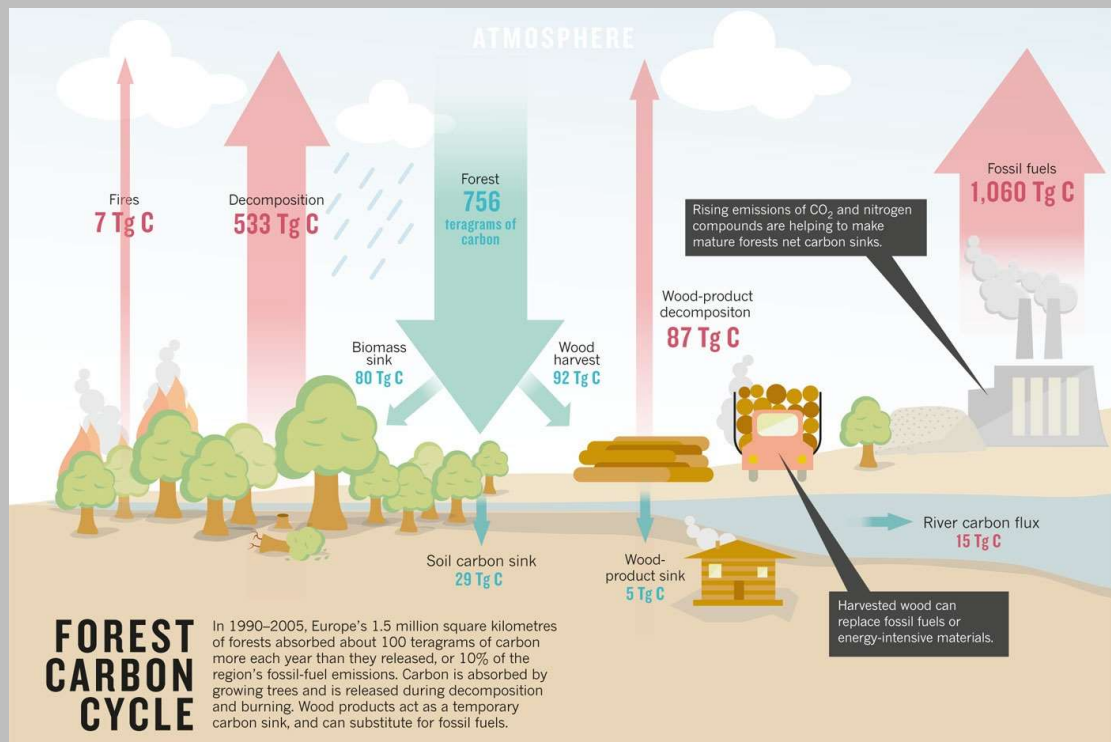 ATMOSPHERE
Fires
7 Tg C
Decomposition
533 Tg C
Forest
756
teragrams of
carbon
Fossil fuels
1,060 Tg C
Rising emissions of CO₂ and nitrogen
compounds are helping to make
mature forests net carbon sinks.
Wood-product
decompositon
87 Tg C
Biomass
sink
80 Tg C
Wood
harvest
92 Tg C
Soil carbon sink
29 Tg C
Wood-
product sink
5 Tg C
River carbon flux
15 Tg C
Harvested wood can
replace fossil fuels or
energy-intensive materials.
FOREST
CARBON
CYCLE
In 1990–2005, Europe's 1.5 million square kilometres
of forests absorbed about 100 teragrams of carbon
more each year than they released, or 10% of the
region's fossil-fuel emissions. Carbon is absorbed by
growing trees and is released during decomposition
and burning. Wood products act as a temporary
carbon sink, and can substitute for fossil fuels.